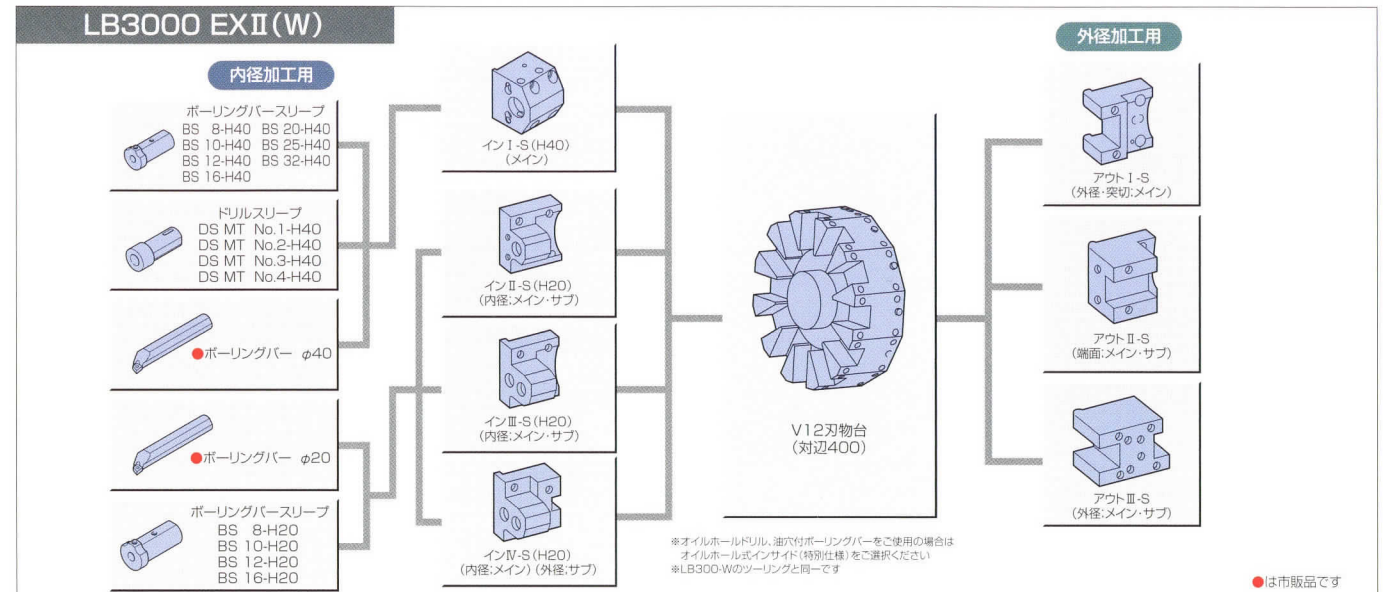 LB3000 EXⅡ(W)
内径加工用
外径加工用
ボーリングバースリーブ
BS 8-H40 BS 20-H40
BS 10-H40 BS 25-H40
BS 12-H40 BS 32-H40
BS 16-H40
ドリルスリーブ
DS MT No.1-H40
DS MT No.2-H40
DS MT No.3-H40
DS MT No.4-H40
●ボーリングバー φ40
●ボーリングバー φ20
ボーリングバースリーブ
BS 8-H20
BS 10-H20
BS 12-H20
BS 16-H20
インⅠ-S(H40)
(メイン)
インⅡ-S(H20)
(内径;メイン・サブ)
インⅢ-S(H20)
(内径;メイン・サブ)
インⅣ-S(H20)
(内径;メイン)(外径;サブ)
V12刃物台
(対辺400)
※オイルホールドリル、油穴付ボーリングバーをご使用の場合は
オイルホール式インサイド(特別仕様)をご選択ください
※LB300-Wのツーリングと同一です
アウトⅠ-S
(外径・突切;メイン)
アウトⅡ-S
(端面;メイン・サブ)
アウトⅢ-S
(外径;メイン・サブ)
●は市販品です